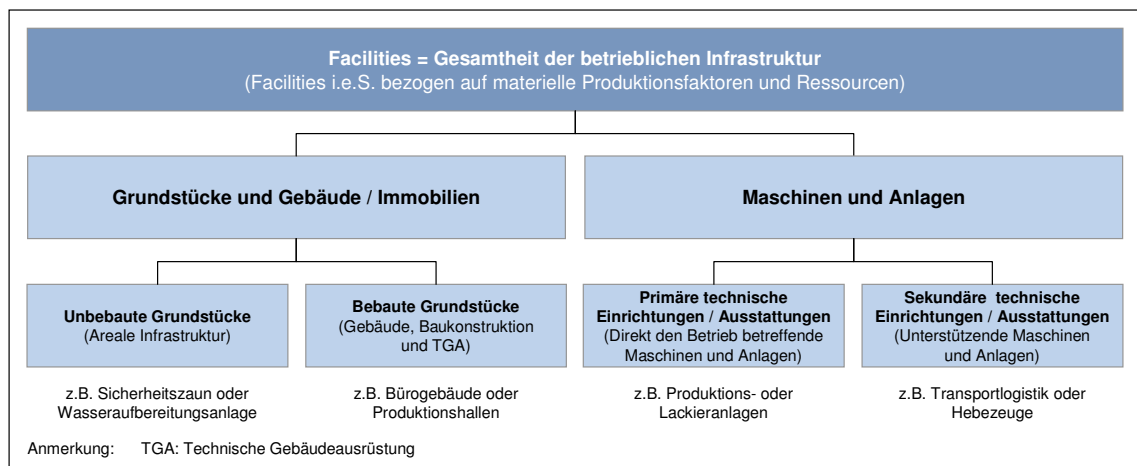 Facilities = Gesamtheit der betrieblichen Infrastruktur
(Facilities i.e.S. bezogen auf materielle Produktionsfaktoren und Ressourcen)
Grundstücke und Gebäude / Immobilien
Maschinen und Anlagen
Unbebaute Grundstücke
(Areale Infrastruktur)
Bebaute Grundstücke
(Gebäude, Baukonstruktion
und TGA)
Primäre technische
Einrichtungen / Ausstattungen
(Direkt den Betrieb betreffende
Maschinen und Anlagen)
Sekundäre technische
Einrichtungen / Ausstattungen
(Unterstützende Maschinen
und Anlagen)
z.B. Sicherheitszaun oder
Wasseraufbereitungsanlage
z.B. Bürogebäude oder
Produktionshallen
z.B. Produktions- oder
Lackieranlagen
z.B. Transportlogistik oder
Hebezeuge
Anmerkung: TGA: Technische Gebäudeausrüstung